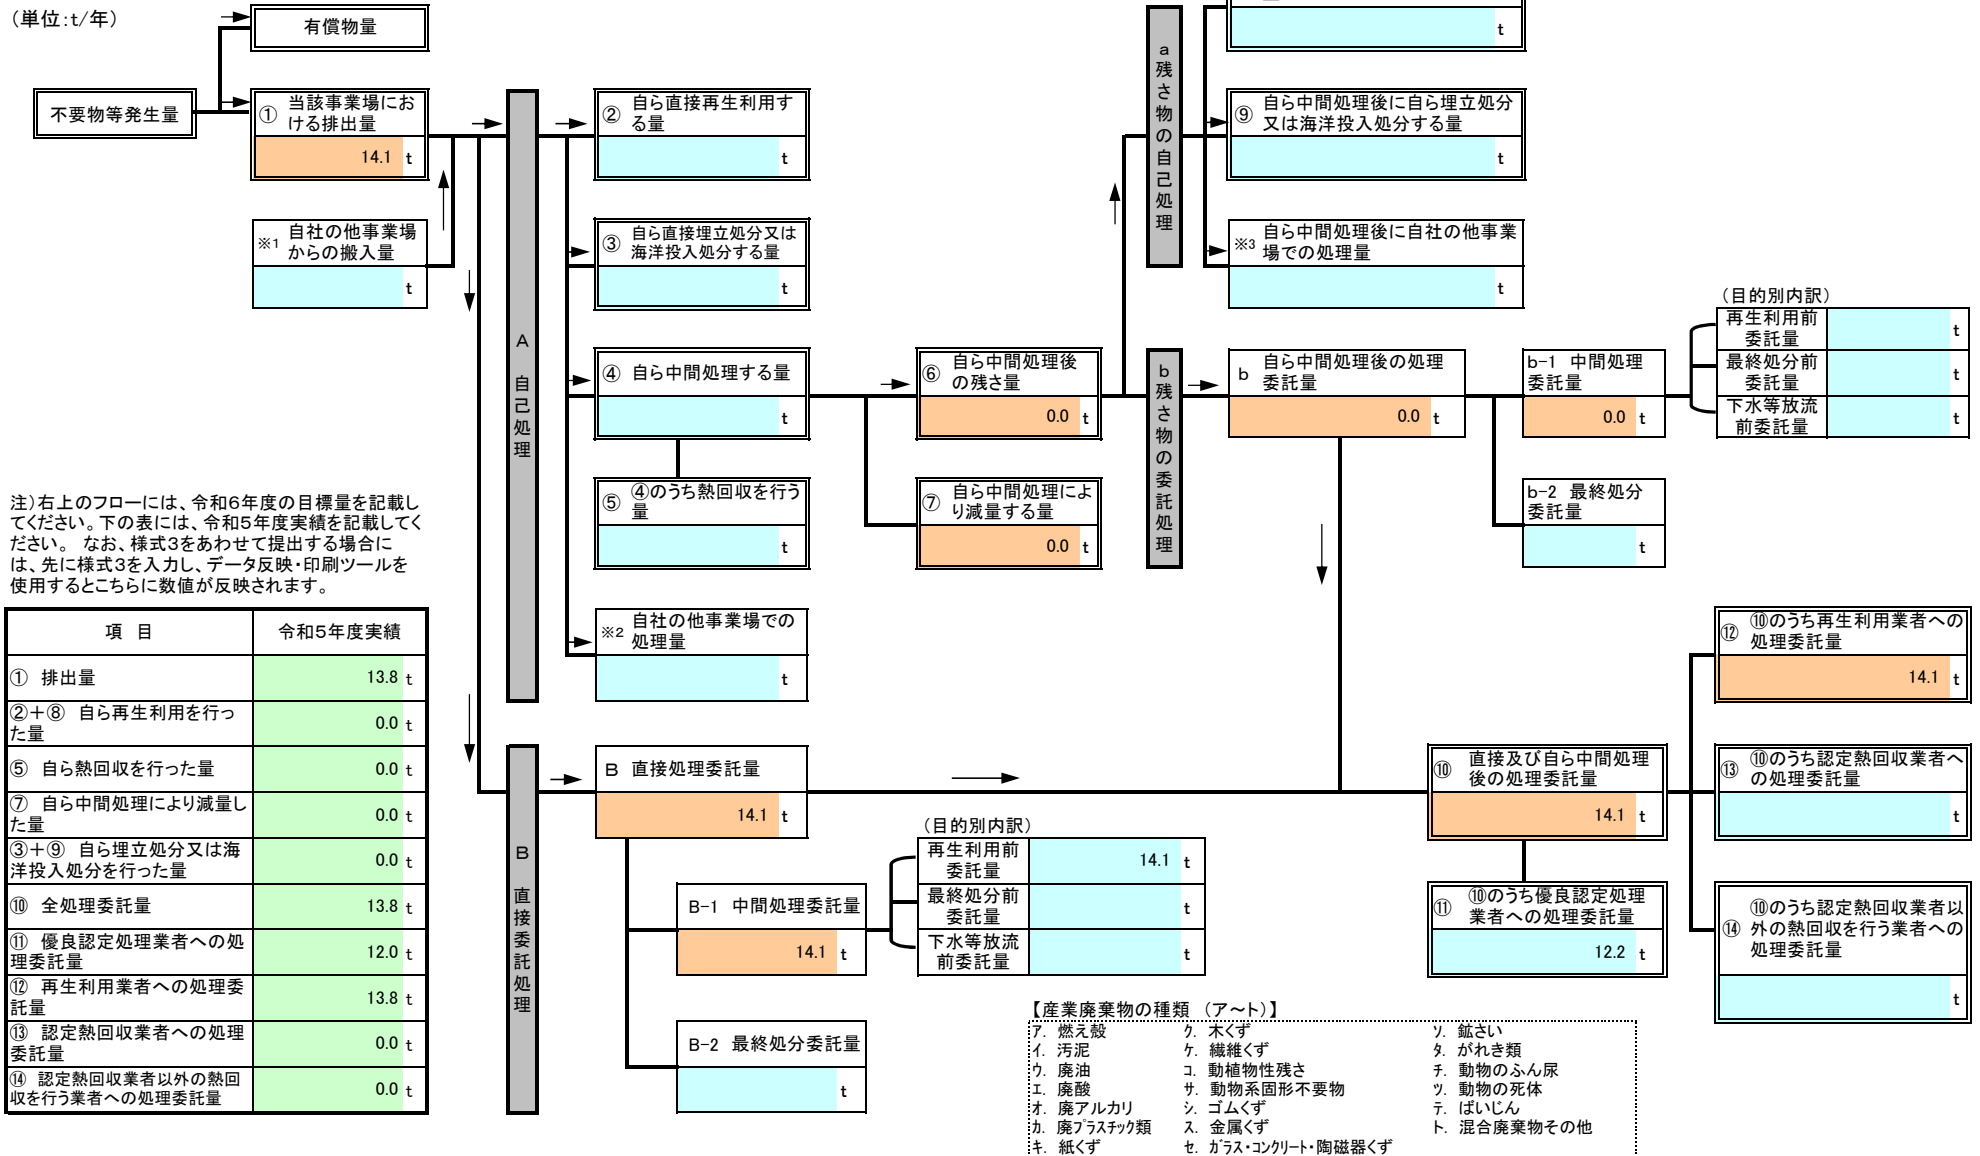 (単位:t/年)
有償物量
不要物等発生量
① 当該事業場にお
ける排出量
14.1 t
※1 自社の他事業場
からの搬入量
t
A 自己処理
② 自ら直接再生利用す
る量
t
③ 自ら直接埋立処分又は
海洋投入処分する量
t
④ 自ら中間処理する量
t
⑤ ④のうち熱回収を行う
量
t
※2 自社の他事業場での
処理量
t
⑥ 自ら中間処理後
の残さ量
0.0 t
⑦ 自ら中間処理によ
り減量する量
0.0 t
a 残さ物の自己処理
t
⑨ 自ら中間処理後に自ら埋立処分
又は海洋投入処分する量
t
※3 自ら中間処理後に自社の他事業
場での処理量
t
b 残さ物の委託処理
b 自ら中間処理後の処理
委託量
0.0 t
b-1 中間処理
委託量
0.0 t
b-2 最終処分
委託量
t
(目的別内訳)
再生利用前
委託量
t
最終処分前
委託量
t
下水等放流
前委託量
t
注)右上のフローには、令和6年度の目標量を記載し
てください。下の表には、令和5年度実績を記載してく
ださい。 なお、様式3をあわせて提出する場合に
は、先に様式3を入力し、データ反映・印刷ツールを
使用するとこちらに数値が反映されます。
項 目 令和5年度実績
① 排出量 13.8 t
②+⑧ 自ら再生利用を行っ
た量 0.0 t
⑤ 自ら熱回収を行った量 0.0 t
⑦ 自ら中間処理により減量し
た量 0.0 t
③+⑨ 自ら埋立処分又は海
洋投入処分を行った量 0.0 t
⑩ 全処理委託量 13.8 t
⑪ 優良認定処理業者への処
理委託量 12.0 t
⑫ 再生利用業者への処理委
託量 13.8 t
⑬ 認定熱回収業者への処理
委託量 0.0 t
⑭ 認定熱回収業者以外の熱回
収を行う業者への処理委託量 0.0 t
B 直接委託処理
B 直接処理委託量
14.1 t
B-1 中間処理委託量
14.1 t
B-2 最終処分委託量
t
(目的別内訳)
再生利用前
委託量
14.1 t
最終処分前
委託量
t
下水等放流
前委託量
t
⑩ 直接及び自ら中間処理
後の処理委託量
14.1 t
⑪ ⑩のうち優良認定処理
業者への処理委託量
12.2 t
⑫ ⑩のうち再生利用業者への
処理委託量
14.1 t
⑬ ⑩のうち認定熱回収業者へ
の処理委託量
t
⑭ ⑩のうち認定熱回収業者以
外の熱回収を行う業者への
処理委託量
t
【産業廃棄物の種類 (ア～ト)】
ア. 燃え殻 ク. 木くず ソ. 鉱さい
イ. 汚泥 ケ. 繊維くず タ. がれき類
ウ. 廃油 コ. 動植物性残さ チ. 動物のふん尿
エ. 廃酸 サ. 動物系固形不要物 ツ. 動物の死体
オ. 廃アルカリ シ. ゴムくず テ. ばいじん
カ. 廃プラスチック類 ス. 金属くず ト. 混合廃棄物その他
キ. 紙くず セ. ガラス・コンクリート・陶磁器くず